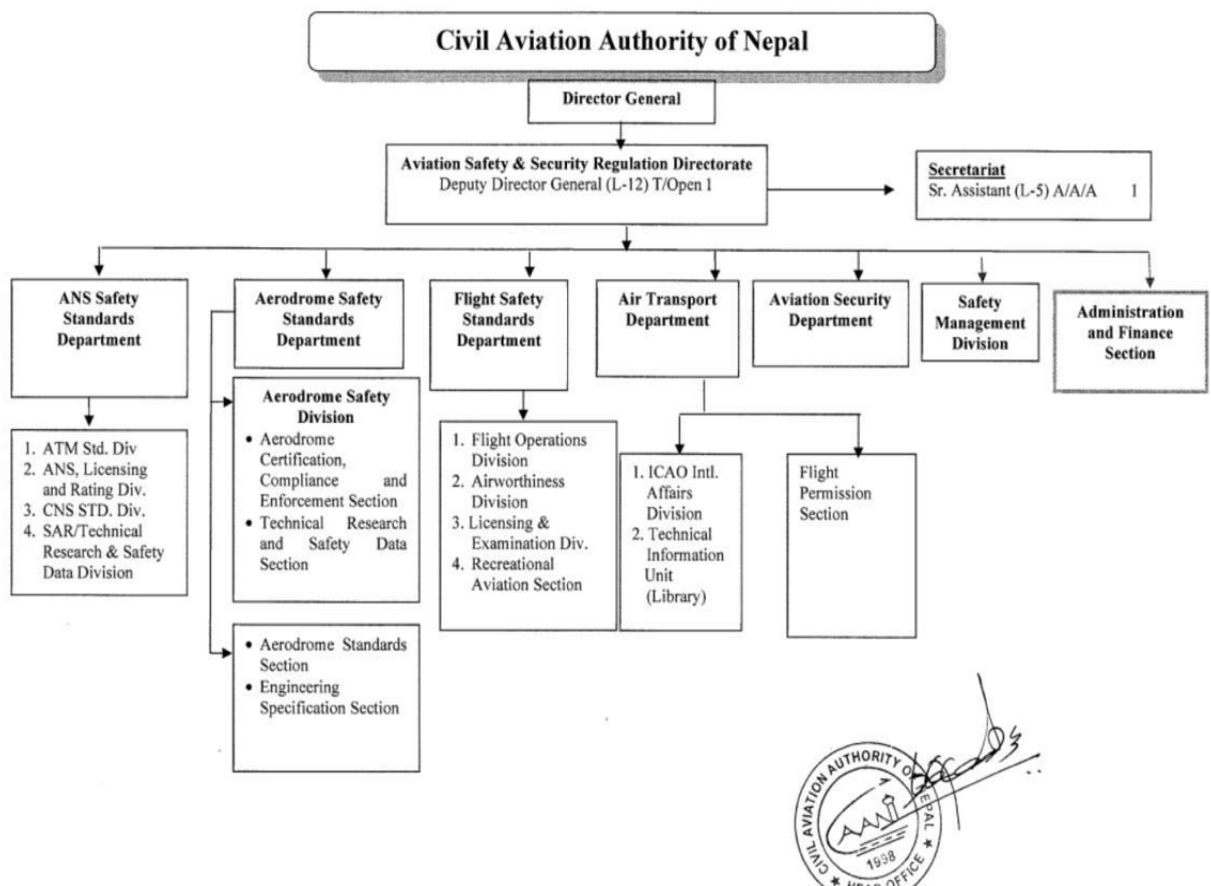 Civil Aviation Authority of Nepal
Director General
Aviation Safety & Security Regulation Directorate
Deputy Director General (L-12) T/Open 1
Secretariat
Sr. Assistant (L-5) A/A/A 1
ANS Safety
Standards
Department
Aerodrome Safety
Standards
Department
Flight Safety
Standards
Department
Air Transport
Department
Aviation Security
Department
Safety
Management
Division
Administration
and Finance
Section
1. ATM Std. Div
2. ANS, Licensing
and Rating Div.
3. CNS STD. Div.
4. SAR/Technical
Research & Safety
Data Division
Aerodrome Safety
Division
• Aerodrome
Certification,
Compliance and
Enforcement Section
• Technical Research
and Safety Data
Section
• Aerodrome Standards
Section
• Engineering
Specification Section
1. Flight Operations
Division
2. Airworthiness
Division
3. Licensing &
Examination Div.
4. Recreational
Aviation Section
1. ICAO Intl.
Affairs
Division
2. Technical
Information
Unit
(Library)
Flight
Permission
Section
CIVIL AVIATION AUTHORITY OF NEPAL
1998
★ HEAD OFFICE ★